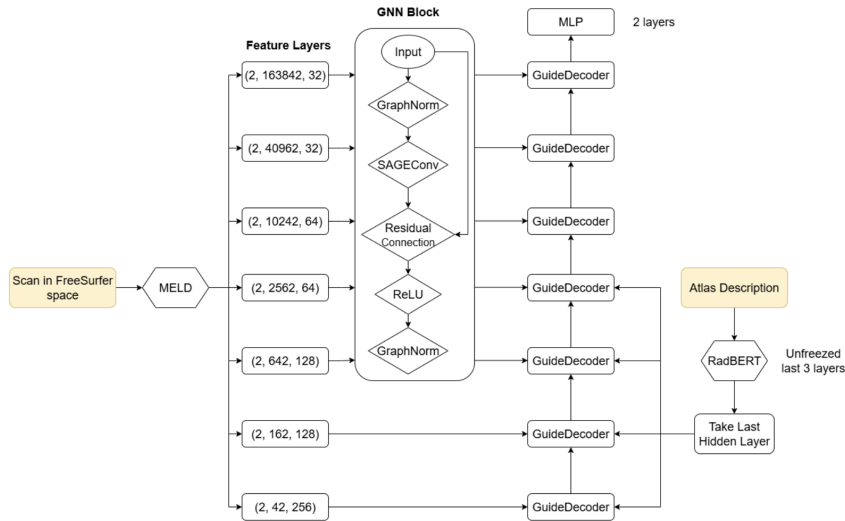 GNN Block
MLP
2 layers
Feature Layers
Input
(2, 163842, 32)
GuideDecoder
GraphNorm
(2, 40962, 32)
SAGEConv
GuideDecoder
(2, 10242, 64)
Residual
Connection
GuideDecoder
Scan in FreeSurfer
space
MELD
(2, 2562, 64)
ReLU
GuideDecoder
Atlas Description
(2, 642, 128)
GraphNorm
GuideDecoder
RadBERT
Unfreezed
last 3 layers
(2, 162, 128)
GuideDecoder
Take Last
Hidden Layer
(2, 42, 256)
GuideDecoder